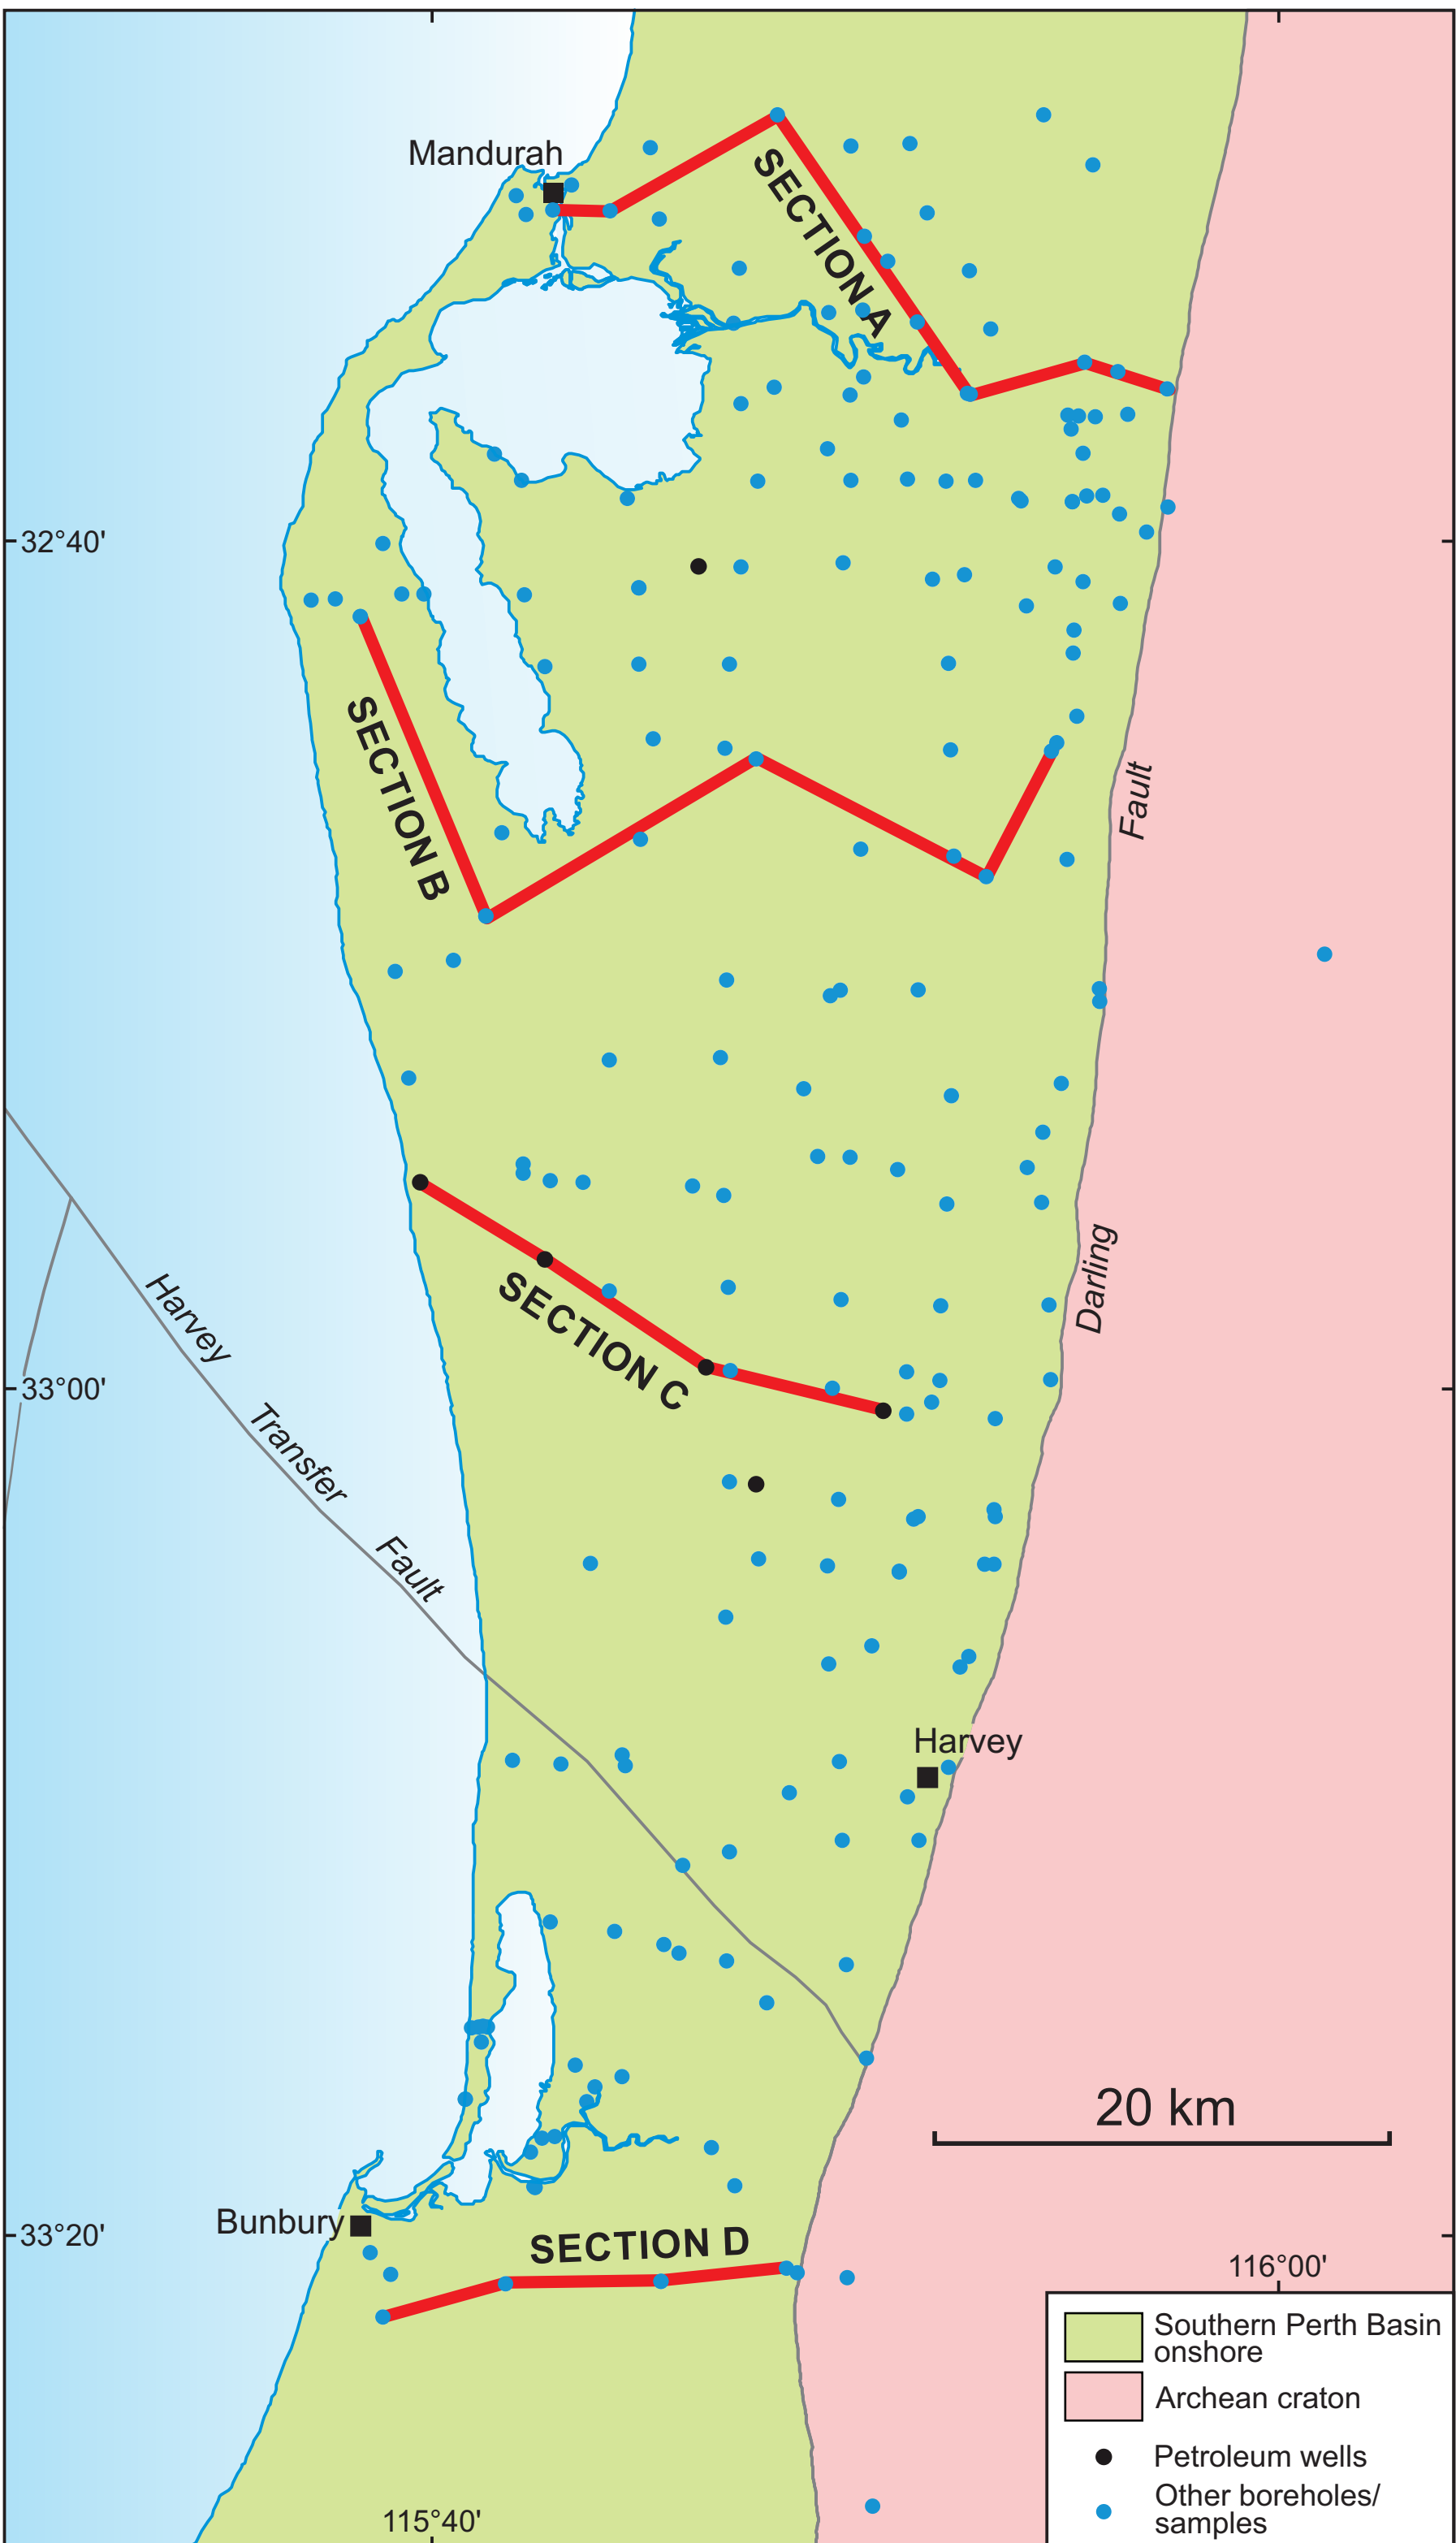 Mandurah
SECTION A
32°40'
SECTION B
Fault
Darling
Harvey
Transfer
Fault
SECTION C
33°00'
Harvey
20 km
Bunbury
33°20'
SECTION D
116°00'
115°40'
Southern Perth Basin
onshore
Archean craton
Petroleum wells
Other boreholes/
samples